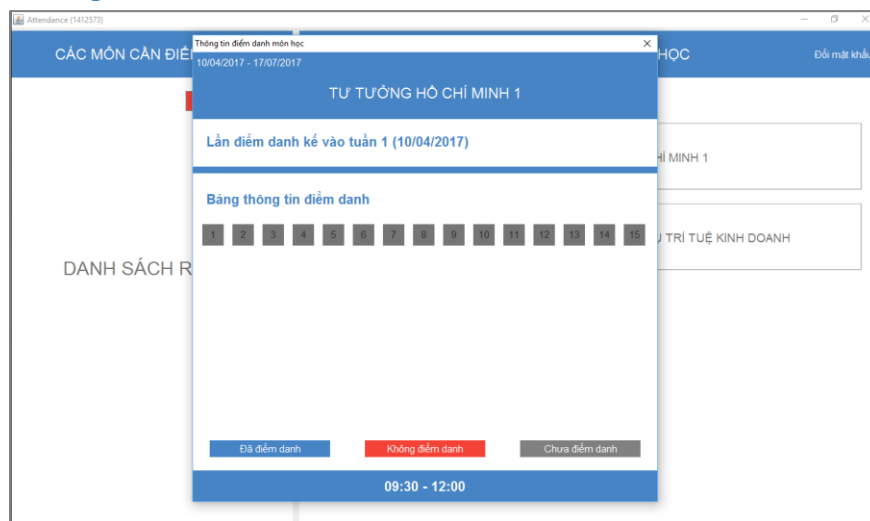 Attendance (1412573)
CÁC MÔN CẦN ĐIỂ
HỌC
Đổi mật khẩu
Thông tin điểm danh môn học
10/04/2017 - 17/07/2017
TƯ TƯỞNG HỒ CHÍ MINH 1
Lần điểm danh kế vào tuần 1 (10/04/2017)
Bảng thông tin điểm danh
1 2 3 4 5 6 7 8 9 10 11 12 13 14 15
HÍ MINH 1
TRÍ TUỆ KINH DOANH
DANH SÁCH R
Đã điểm danh
Không điểm danh
Chưa điểm danh
09:30 - 12:00